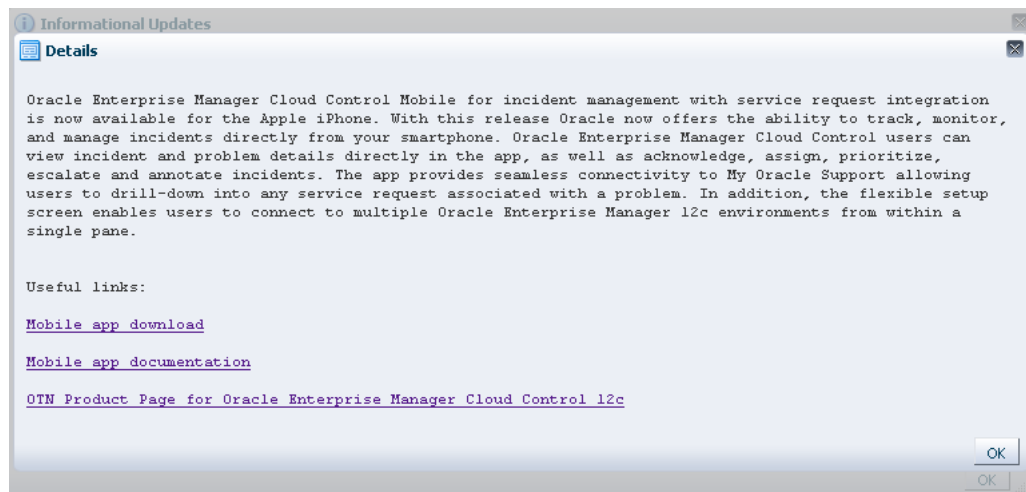 Informational Updates
Details
Oracle Enterprise Manager Cloud Control Mobile for incident management with service request integration
is now available for the Apple iPhone. With this release Oracle now offers the ability to track, monitor,
and manage incidents directly from your smartphone. Oracle Enterprise Manager Cloud Control users can
view incident and problem details directly in the app, as well as acknowledge, assign, prioritize,
escalate and annotate incidents. The app provides seamless connectivity to My Oracle Support allowing
users to drill-down into any service request associated with a problem. In addition, the flexible setup
screen enables users to connect to multiple Oracle Enterprise Manager 12c environments from within a
single pane.
Useful links:
Mobile app download
Mobile app documentation
OTN Product Page for Oracle Enterprise Manager Cloud Control 12c
OK
OK